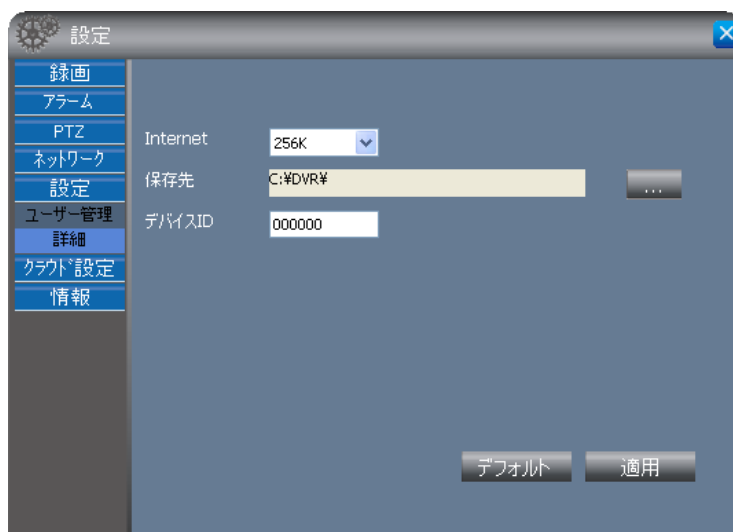 設定
録画
アラーム
PTZ
ネットワーク
設定
ユーザー管理
詳細
クラウド設定
情報
Internet
256K
保存先
C:¥DVR¥
...
デバイスID
000000
デフォルト
適用